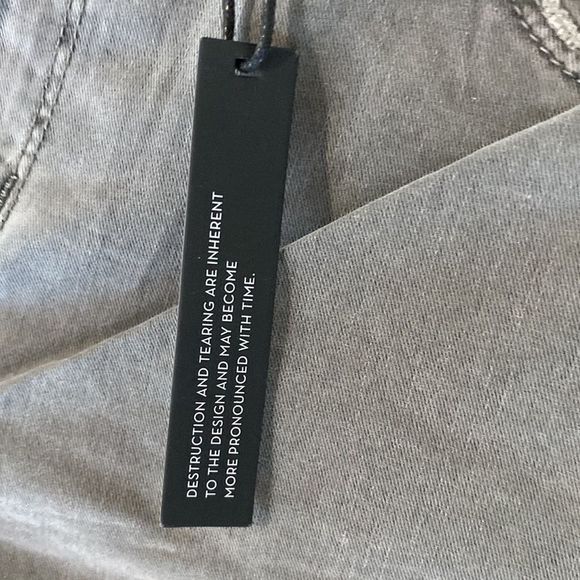 DESTRUCTION AND TEARING ARE INHERENT
TO THE DESIGN AND MAY BECOME
MORE PRONOUNCED WITH TIME.